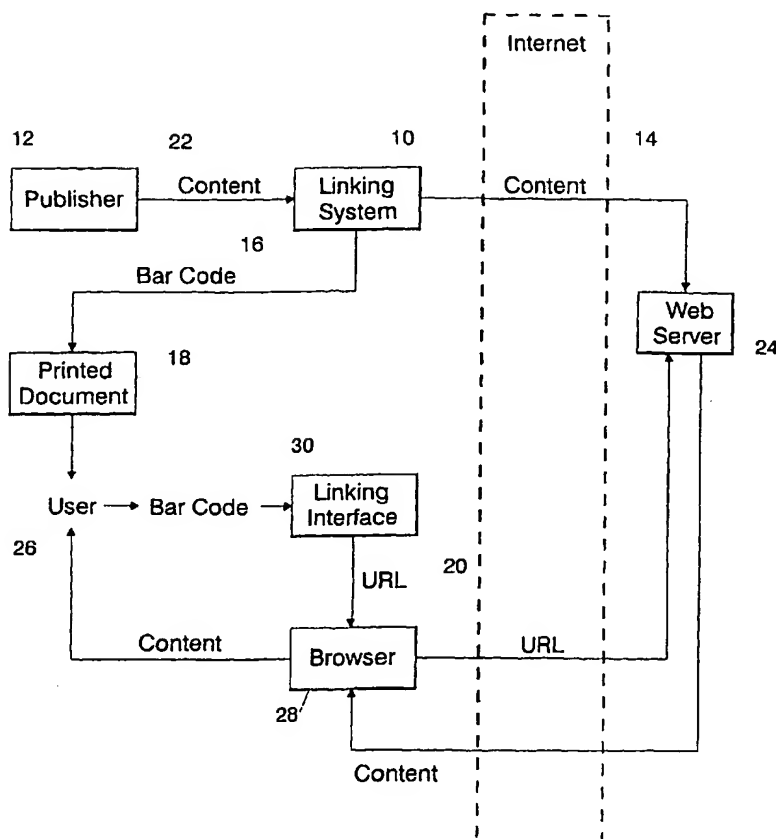 Internet
12
22
10
14
Publisher
Content
Linking
System
Content
16
Bar Code
Web
Server
24
Printed
Document
18
30
User
Bar Code
Linking
Interface
26
URL
20
Content
Browser
URL
28
Content